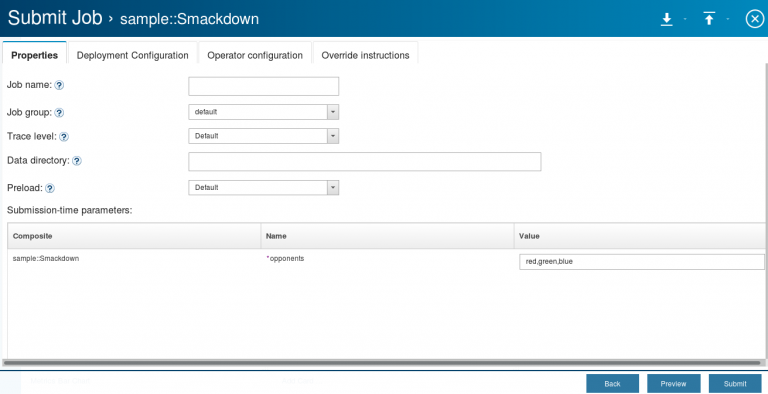 Submit Job › sample::Smackdown
Properties Deployment Configuration Operator configuration Override instructions
Job name: ?
Job group: ? default
Trace level: ? Default
Data directory: ?
Preload: ? Default
Submission-time parameters:
Composite Name Value
sample::Smackdown *opponents red,green,blue
Back Preview Submit